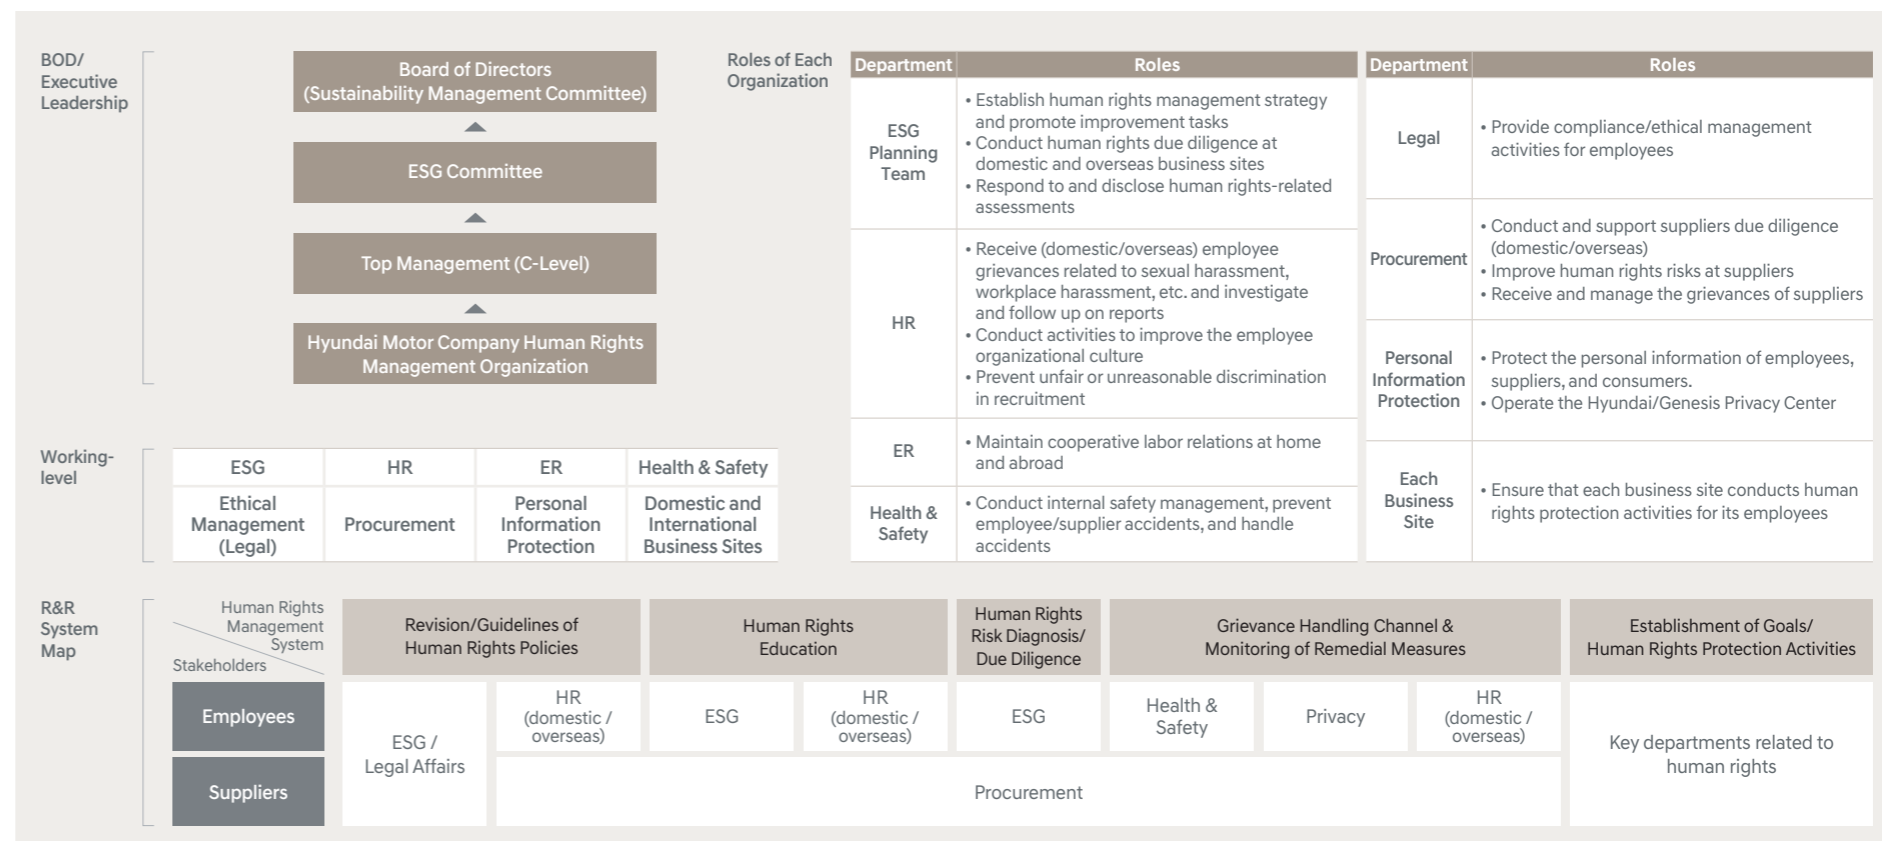 BOD/
Executive
Leadership
Board of Directors
(Sustainability Management Committee)
ESG Committee
Top Management (C-Level)
Hyundai Motor Company Human Rights
Management Organization
Working-
level
ESG
HR
ER
Health & Safety
Ethical
Management
(Legal)
Procurement
Personal
Information
Protection
Domestic and
International
Business Sites
Roles of Each
Organization
Department
Roles
ESG
Planning
Team
• Establish human rights management strategy
and promote improvement tasks
• Conduct human rights due diligence at
domestic and overseas business sites
• Respond to and disclose human rights-related
assessments
HR
• Receive (domestic/overseas) employee
grievances related to sexual harassment,
workplace harassment, etc. and investigate
and follow up on reports
• Conduct activities to improve the employee
organizational culture
• Prevent unfair or unreasonable discrimination
in recruitment
ER
• Maintain cooperative labor relations at home
and abroad
Health &
Safety
• Conduct internal safety management, prevent
employee/supplier accidents, and handle
accidents
Department
Roles
Legal
• Provide compliance/ethical management
activities for employees
Procurement
• Conduct and support suppliers due diligence
(domestic/overseas)
• Improve human rights risks at suppliers
• Receive and manage the grievances of suppliers
Personal
Information
Protection
• Protect the personal information of employees,
suppliers, and consumers.
• Operate the Hyundai/Genesis Privacy Center
Each
Business
Site
• Ensure that each business site conducts human
rights protection activities for its employees
R&R
System
Map
Human Rights
Management
System
Stakeholders
Revision/Guidelines of
Human Rights Policies
Human Rights
Education
Human Rights
Risk Diagnosis/
Due Diligence
Grievance Handling Channel &
Monitoring of Remedial Measures
Establishment of Goals/
Human Rights Protection Activities
Employees
ESG /
Legal Affairs
HR
(domestic /
overseas)
ESG
HR
(domestic /
overseas)
ESG
Health &
Safety
Privacy
HR
(domestic /
overseas)
Key departments related to
human rights
Suppliers
Procurement